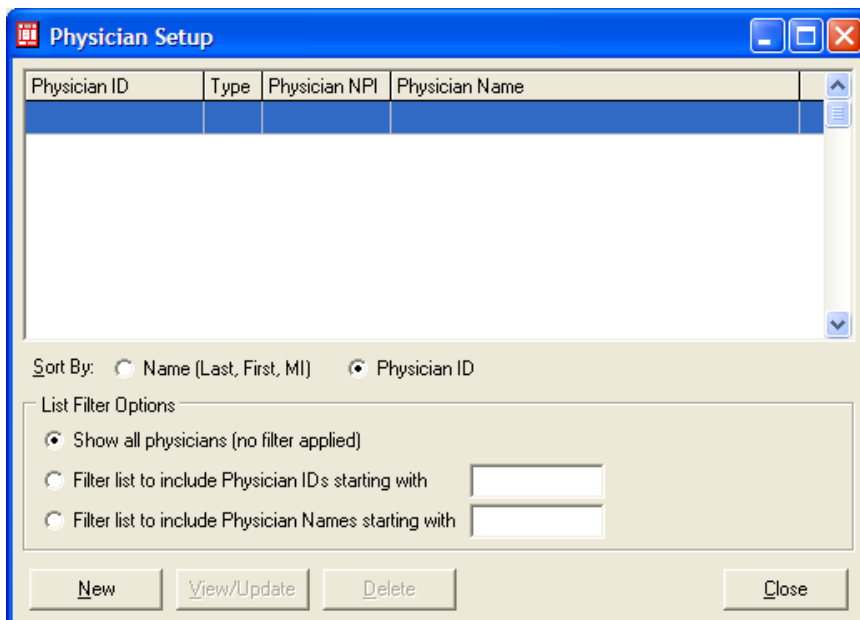 Physician Setup
Physician ID Type Physician NPI Physician Name
Sort By: Name (Last, First, MI) Physician ID
List Filter Options
Show all physicians (no filter applied)
Filter list to include Physician IDs starting with
Filter list to include Physician Names starting with
New View/Update Delete Close